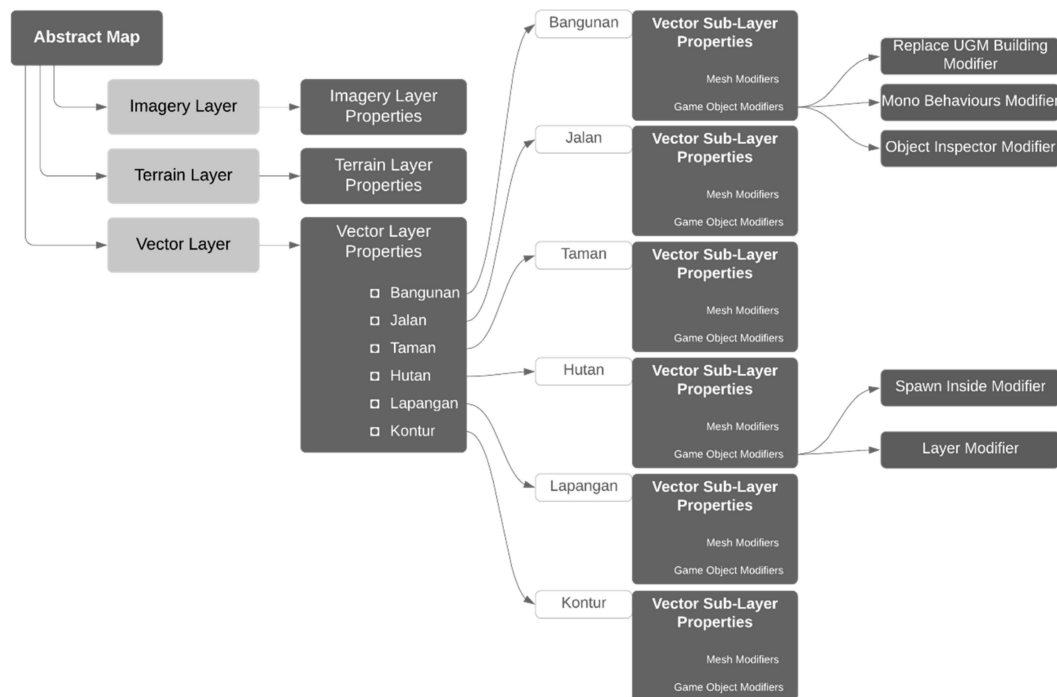 Abstract Map
Imagery Layer
Imagery Layer
Properties
Terrain Layer
Terrain Layer
Properties
Vector Layer
Vector Layer
Properties
Bangunan
Jalan
Taman
Hutan
Lapangan
Kontur
Bangunan
Vector Sub-Layer
Properties
Mesh Modifiers
Game Object Modifiers
Replace UGM Building
Modifier
Mono Behaviours Modifier
Object Inspector Modifier
Jalan
Vector Sub-Layer
Properties
Mesh Modifiers
Game Object Modifiers
Taman
Vector Sub-Layer
Properties
Mesh Modifiers
Game Object Modifiers
Hutan
Vector Sub-Layer
Properties
Mesh Modifiers
Game Object Modifiers
Spawn Inside Modifier
Layer Modifier
Lapangan
Vector Sub-Layer
Properties
Mesh Modifiers
Game Object Modifiers
Kontur
Vector Sub-Layer
Properties
Mesh Modifiers
Game Object Modifiers